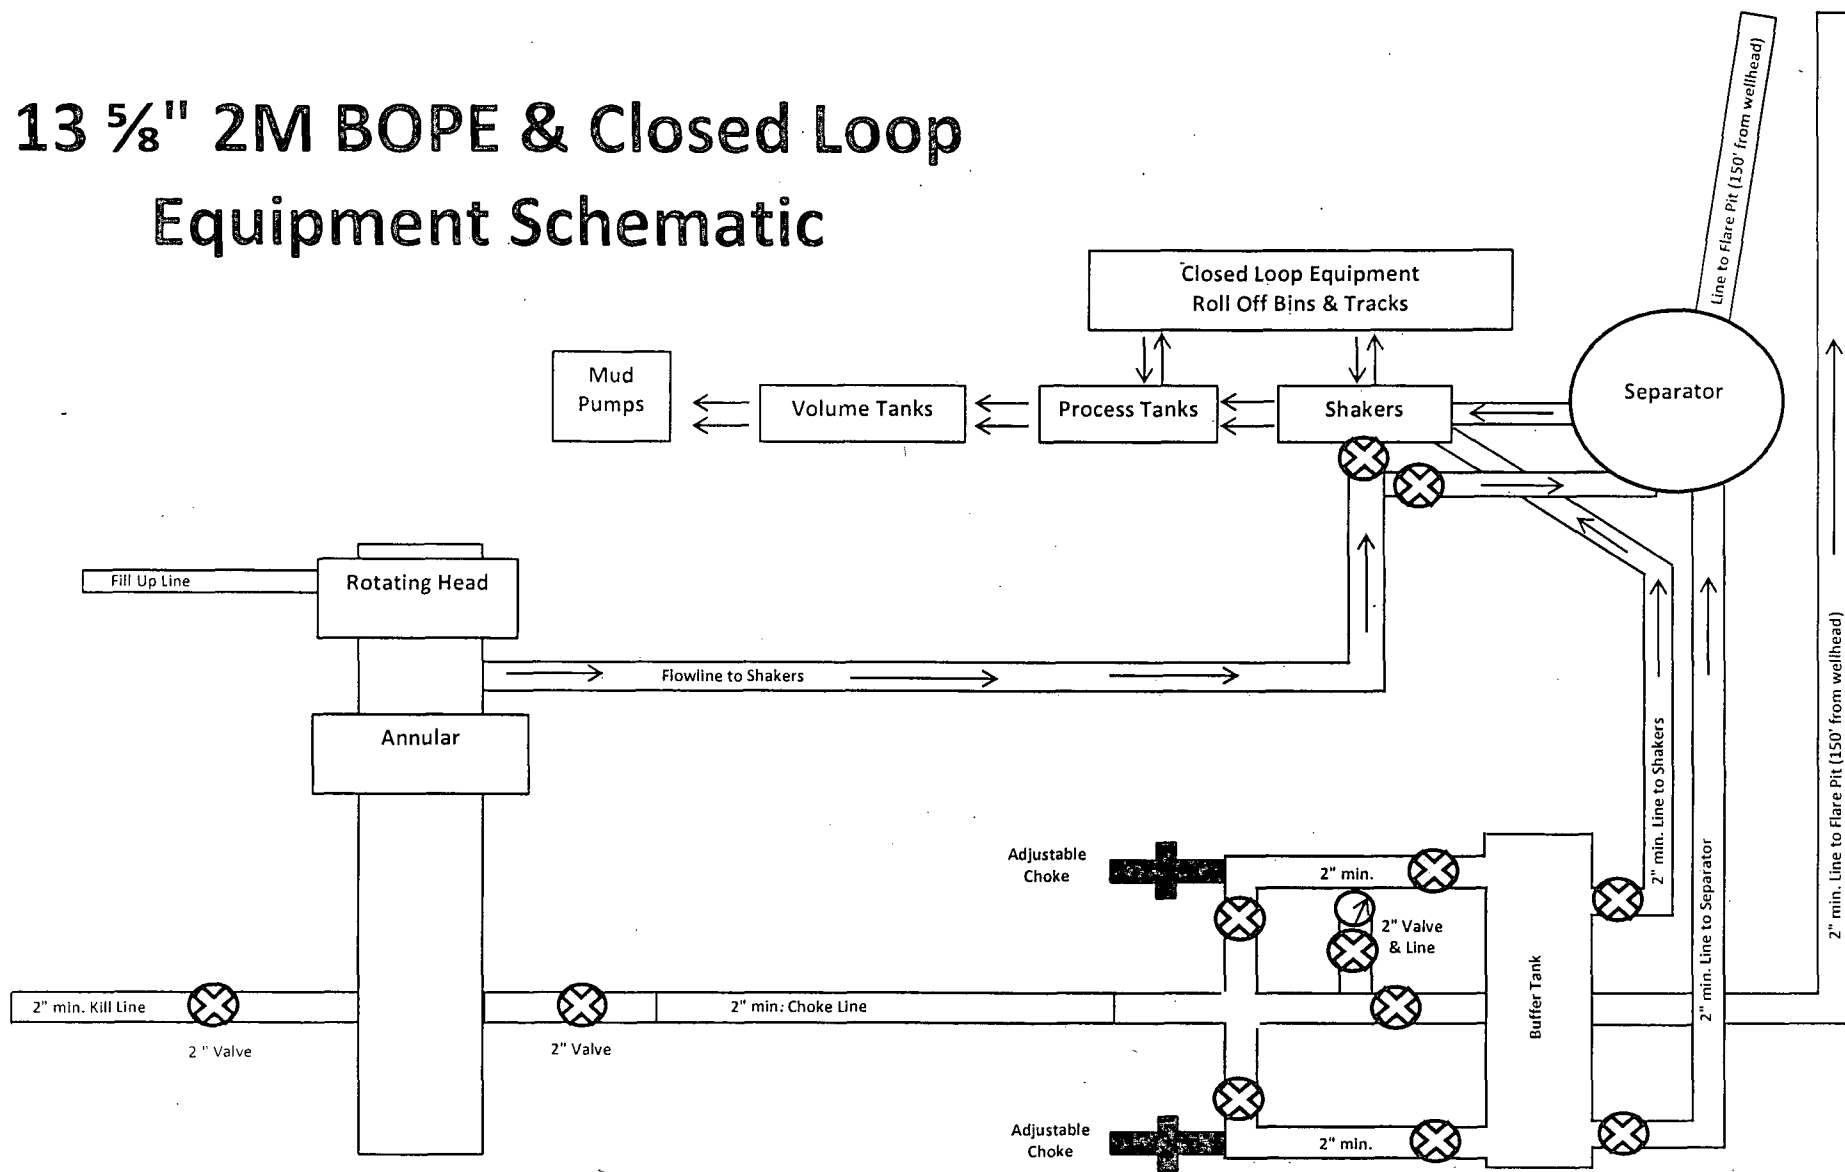 13 ⅝" 2M BOPE & Closed Loop
Equipment Schematic
Line to Flare Pit (150' from wellhead)
Closed Loop Equipment
Roll Off Bins & Tracks
Mud
Pumps
Volume Tanks
Process Tanks
Shakers
Separator
Fill Up Line
Rotating Head
Flowline to Shakers
Annular
2" min. Line to Shakers
2" min. Line to Separator
2" min. Line to Flare Pit (150' from wellhead)
Adjustable
Choke
2" min.
2" Valve
& Line
Buffer Tank
2" min. Kill Line
2" min: Choke Line
2 " Valve
2" Valve
Adjustable
Choke
2" min.